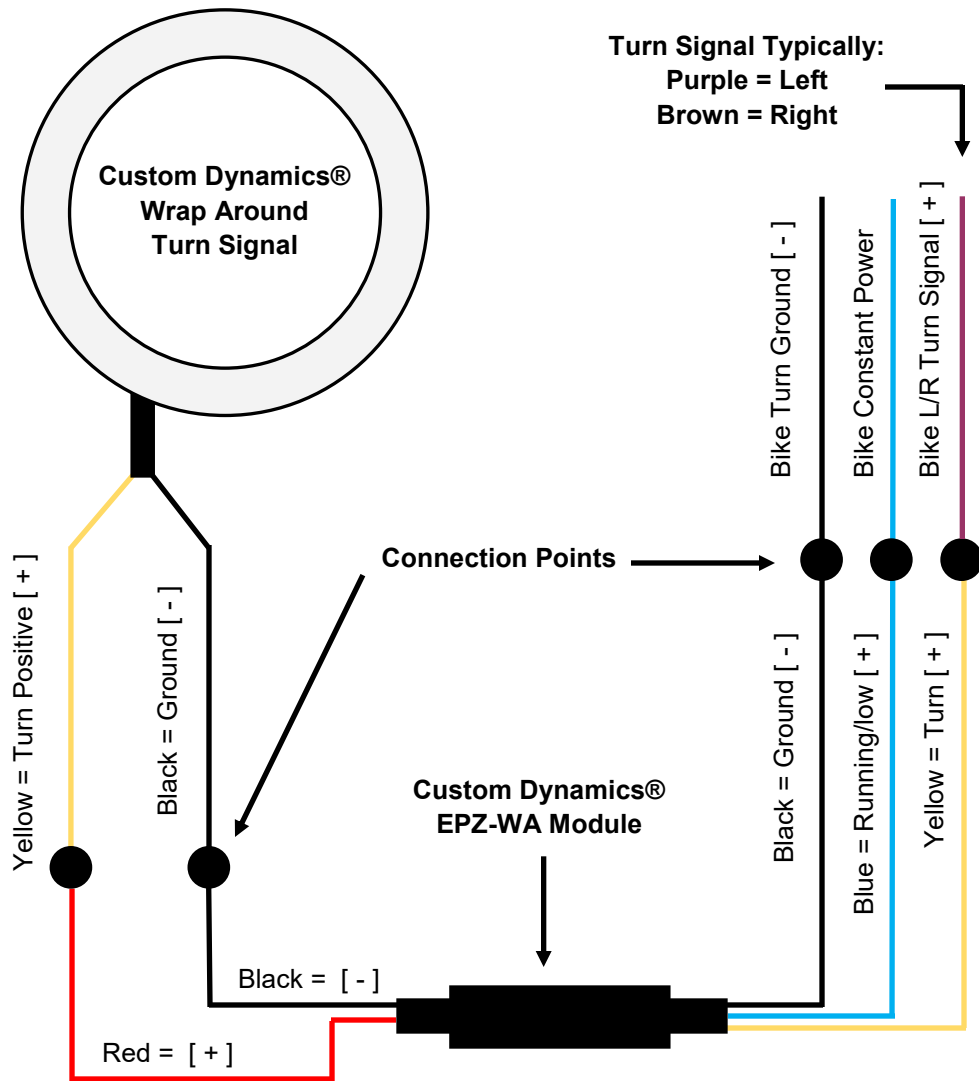 Turn Signal Typically:
Purple = Left
Brown = Right
Custom Dynamics®
Wrap Around
Turn Signal
Bike Turn Ground [ - ]
Bike Constant Power
Bike L/R Turn Signal [ + ]
Connection Points
Yellow = Turn Positive [ + ]
Black = Ground [ - ]
Black = Ground [ - ]
Blue = Running/low [ + ]
Yellow = Turn [ + ]
Custom Dynamics®
EPZ-WA Module
Black = [ - ]
Red = [ + ]